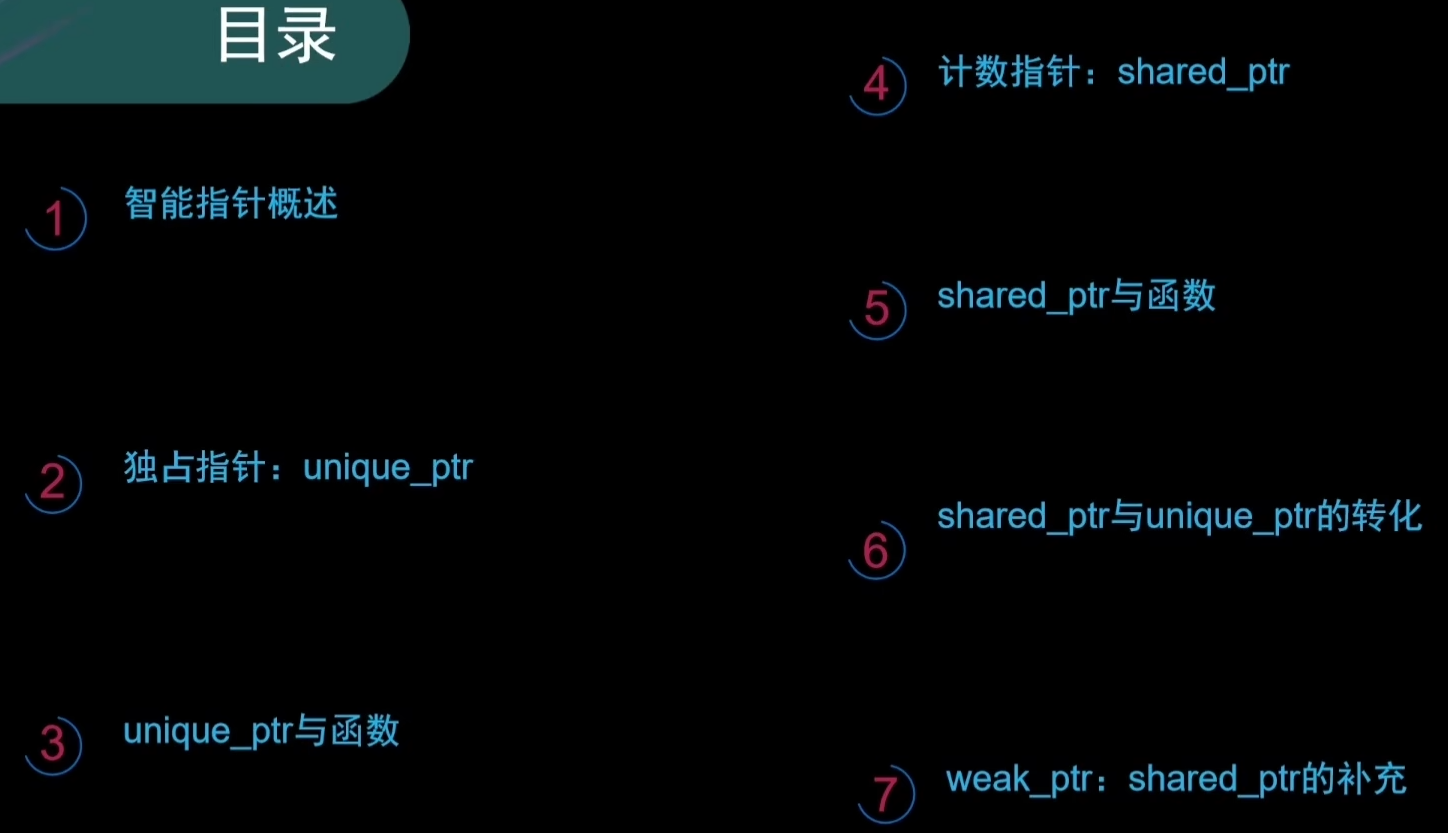 目录
1 智能指针概述
2 独占指针：unique_ptr
3 unique_ptr与函数
4 计数指针：shared_ptr
5 shared_ptr与函数
6 shared_ptr与unique_ptr的转化
7 weak_ptr：shared_ptr的补充